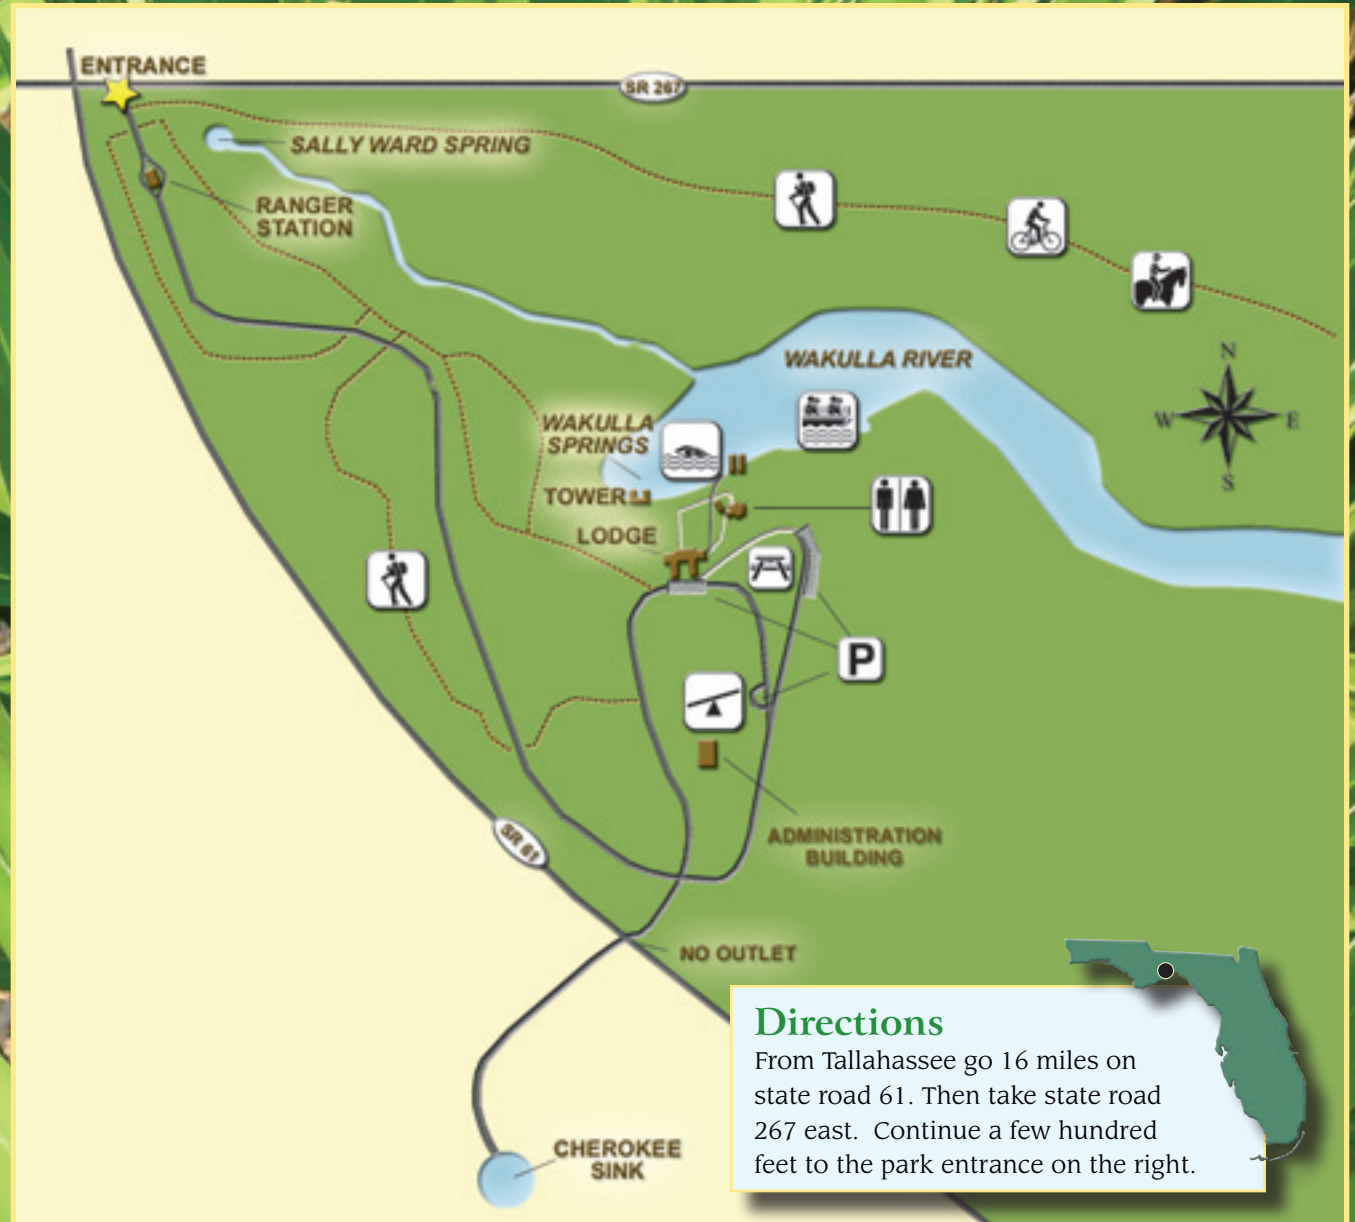 ENTRANCE
SR 267
SALLY WARD SPRING
RANGER
STATION
WAKULLA RIVER
N
W
E
S
WAKULLA
SPRINGS
TOWER
LODGE
P
ADMINISTRATION
BUILDING
SR 61
NO OUTLET
CHEROKEE
SINK
Directions
From Tallahassee go 16 miles on
state road 61. Then take state road
267 east.  Continue a few hundred
feet to the park entrance on the right.